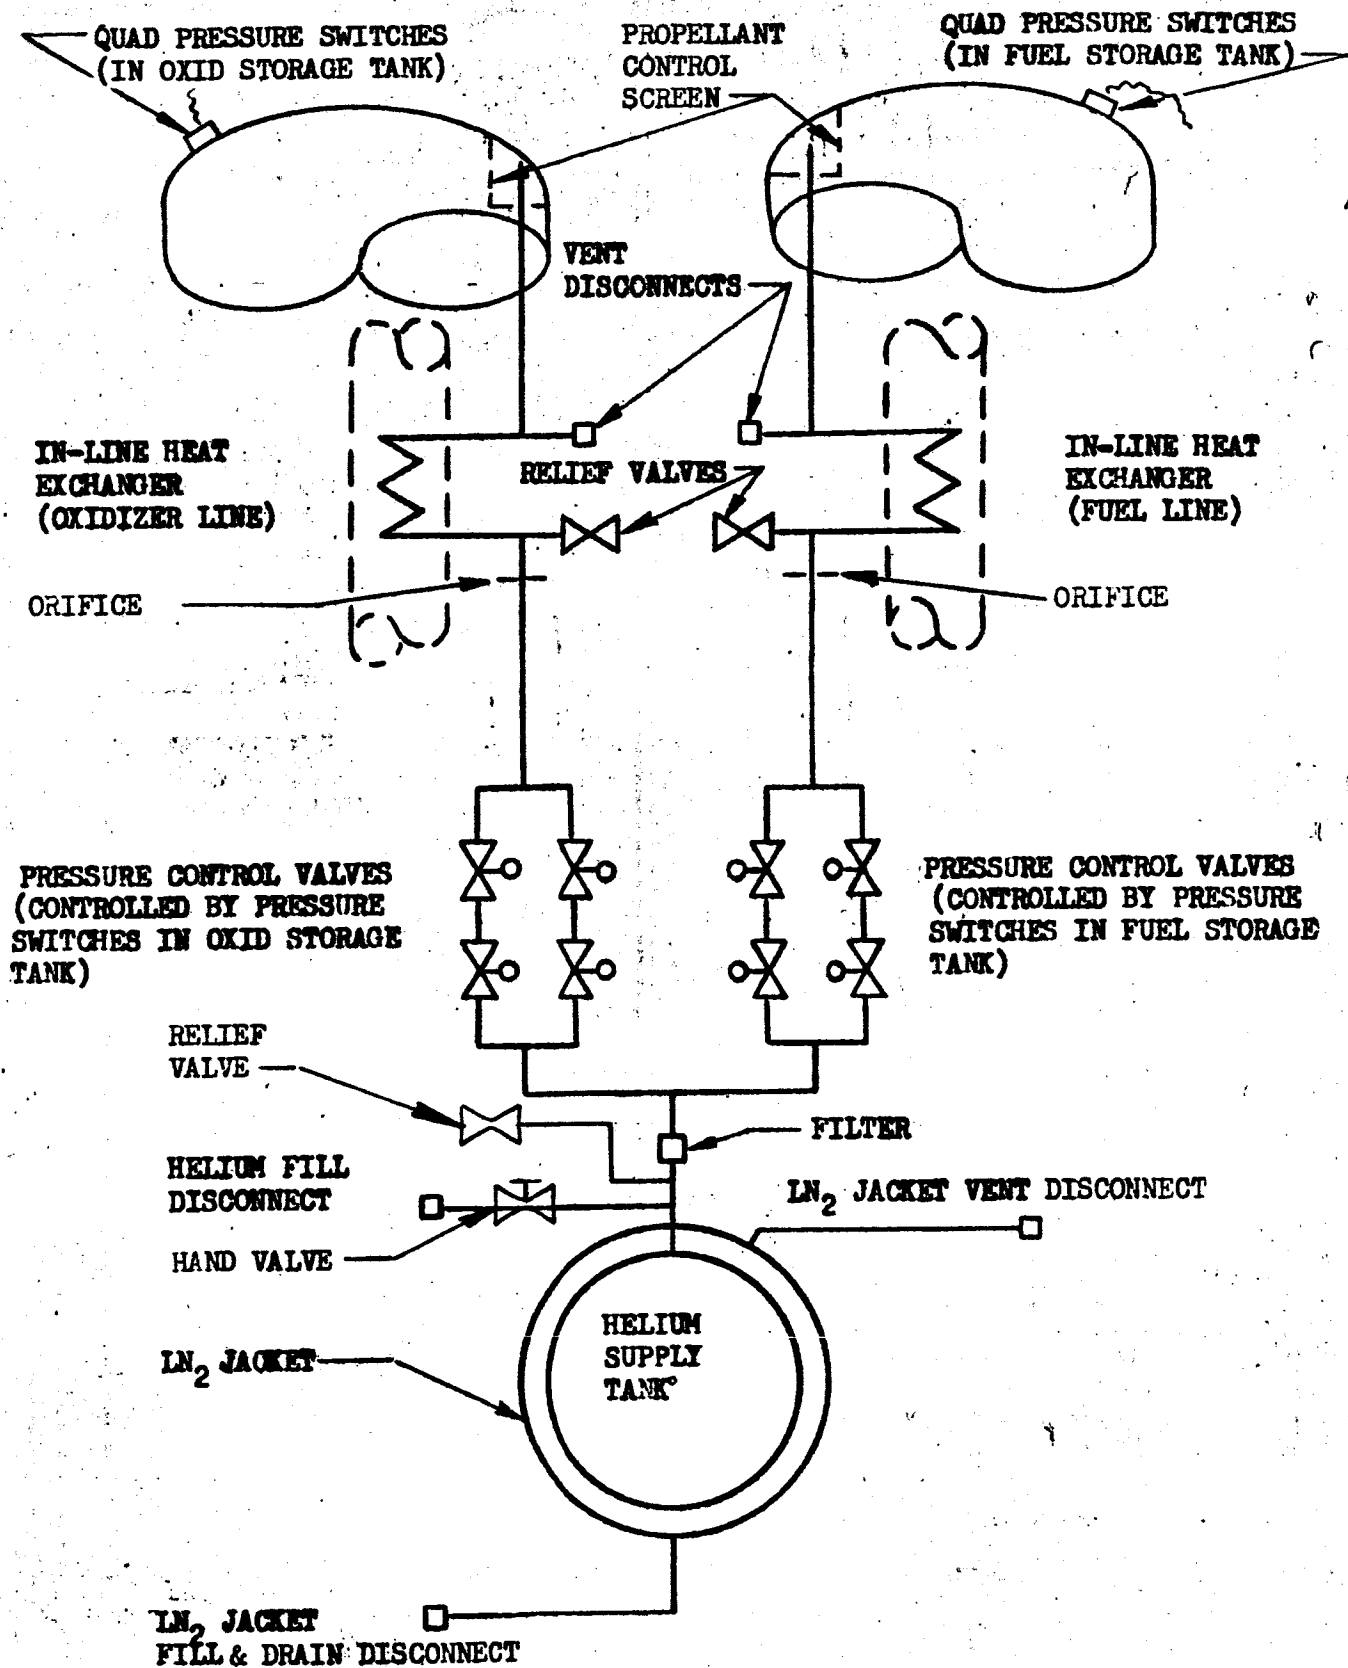 QUAD PRESSURE SWITCHES
(IN OXID STORAGE TANK)
PROPELLANT
CONTROL
SCREEN
QUAD PRESSURE SWITCHES
(IN FUEL STORAGE TANK)
VENT
DISCONNECTS
IN-LINE HEAT
EXCHANGER
(OXIDIZER LINE)
RELIEF VALVES
IN-LINE HEAT
EXCHANGER
(FUEL LINE)
ORIFICE
ORIFICE
PRESSURE CONTROL VALVES
(CONTROLLED BY PRESSURE
SWITCHES IN OXID STORAGE
TANK)
PRESSURE CONTROL VALVES
(CONTROLLED BY PRESSURE
SWITCHES IN FUEL STORAGE
TANK)
RELIEF
VALVE
FILTER
HELIUM FILL
DISCONNECT
LN₂ JACKET VENT DISCONNECT
HAND VALVE
HELIUM
SUPPLY
TANK
LN₂ JACKET
LN₂ JACKET
FILL & DRAIN DISCONNECT